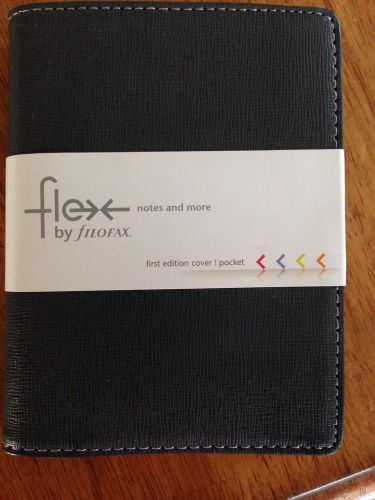 flex
notes and more
by fILOFAX
first edition cover | pocket